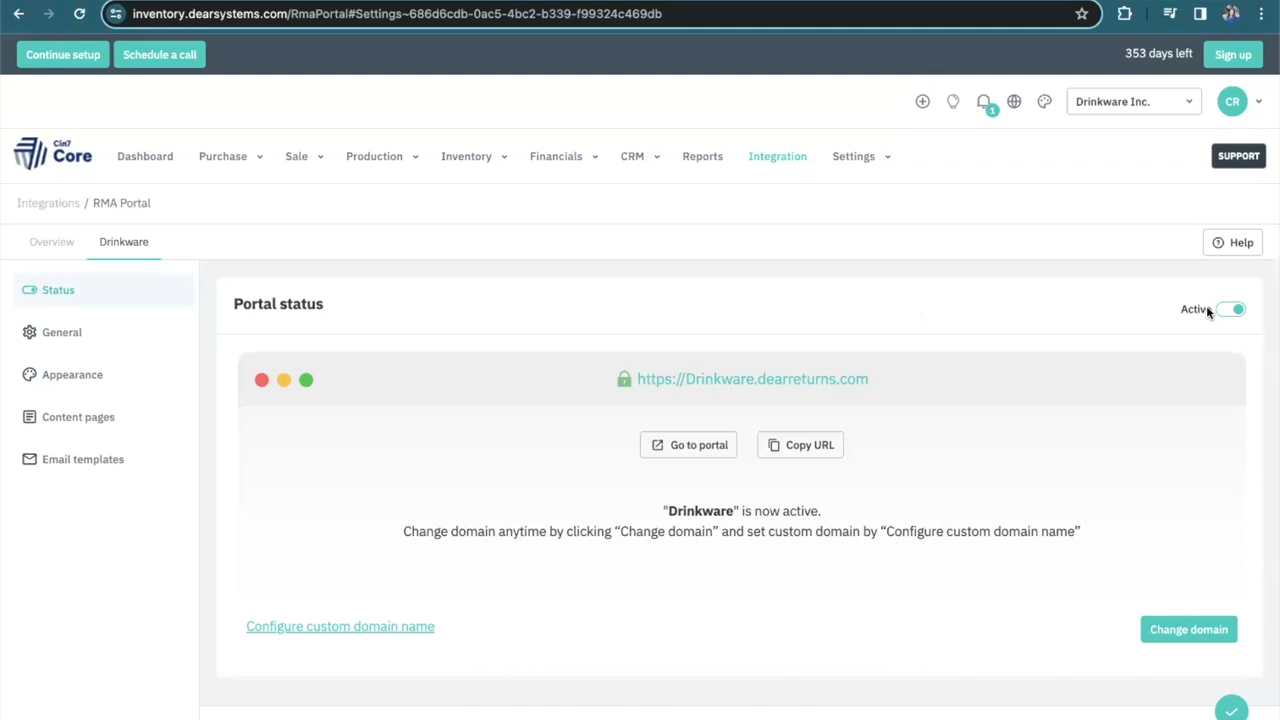 inventory.dearsystems.com/RmaPortal#Settings~686d6cdb-0ac5-4bc2-b339-f99324c469db
Continue setup Schedule a call 353 days left Sign up
1 Drinkware Inc. CR
Cin7 Core Dashboard Purchase Sale Production Inventory Financials CRM Reports Integration Settings SUPPORT
Integrations / RMA Portal
Overview Drinkware Help
Status
General
Appearance
Content pages
Email templates
Portal status Active
https://Drinkware.dearreturns.com
Go to portal Copy URL
"Drinkware" is now active.
Change domain anytime by clicking “Change domain” and set custom domain by “Configure custom domain name”
Configure custom domain name Change domain